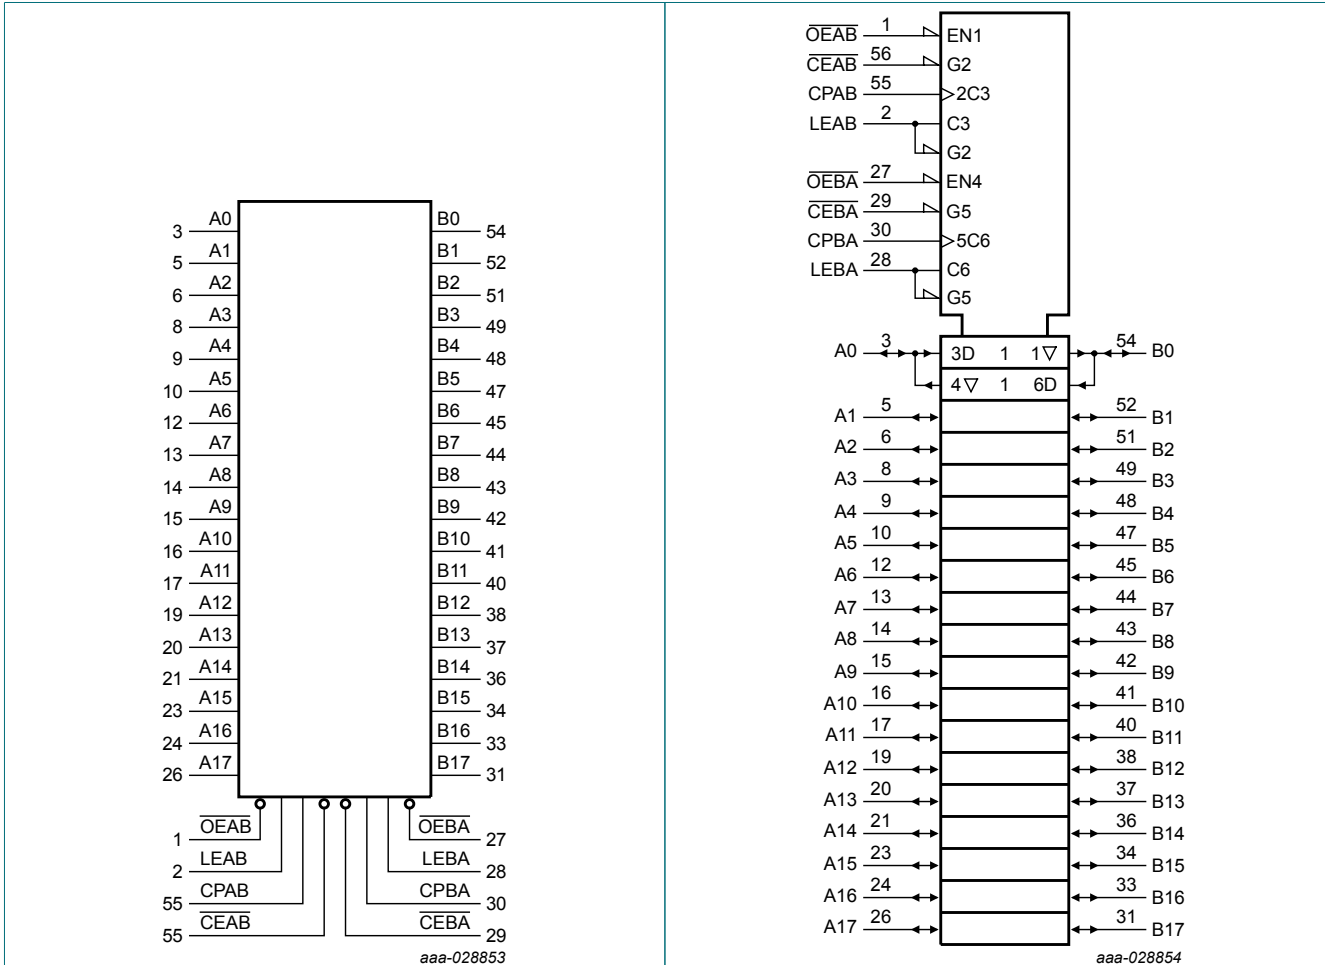 A0 B0
3 54
A1 B1
5 52
A2 B2
6 51
A3 B3
8 49
A4 B4
9 48
A5 B5
10 47
A6 B6
12 45
A7 B7
13 44
A8 B8
14 43
A9 B9
15 42
A10 B10
16 41
A11 B11
17 40
A12 B12
19 38
A13 B13
20 37
A14 B14
21 36
A15 B15
23 34
A16 B16
24 33
A17 B17
26 31
OEAB OEBA
1 27
LEAB LEBA
2 28
CPAB CPBA
55 30
CEAB CEBA
55 29
aaa-028853
OEAB 1 EN1
CEAB 56 G2
CPAB 55 2C3
LEAB 2 C3
G2
OEBA 27 EN4
CEBA 29 G5
CPBA 30 5C6
LEBA 28 C6
G5
A0 3 3D 1 1▽ 54 B0
4▽ 1 6D
A1 5 52 B1
A2 6 51 B2
A3 8 49 B3
A4 9 48 B4
A5 10 47 B5
A6 12 45 B6
A7 13 44 B7
A8 14 43 B8
A9 15 42 B9
A10 16 41 B10
A11 17 40 B11
A12 19 38 B12
A13 20 37 B13
A14 21 36 B14
A15 23 34 B15
A16 24 33 B16
A17 26 31 B17
aaa-028854